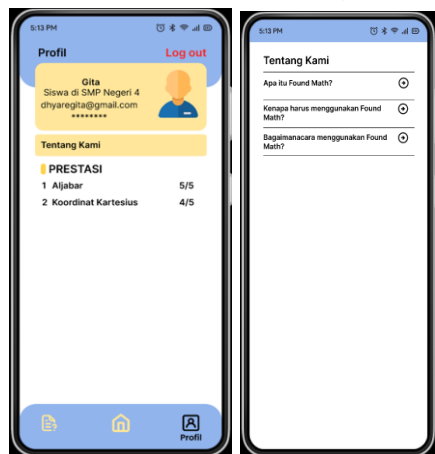 5:13 PM
Profil
Log out
Gita
Siswa di SMP Negeri 4
dhyaregita@gmail.com
********
Tentang Kami
PRESTASI
1 Aljabar 5/5
2 Koordinat Kartesius 4/5
Profil
5:13 PM
Tentang Kami
Apa itu Found Math?
Kenapa harus menggunakan Found
Math?
Bagaimanacara menggunakan Found
Math?